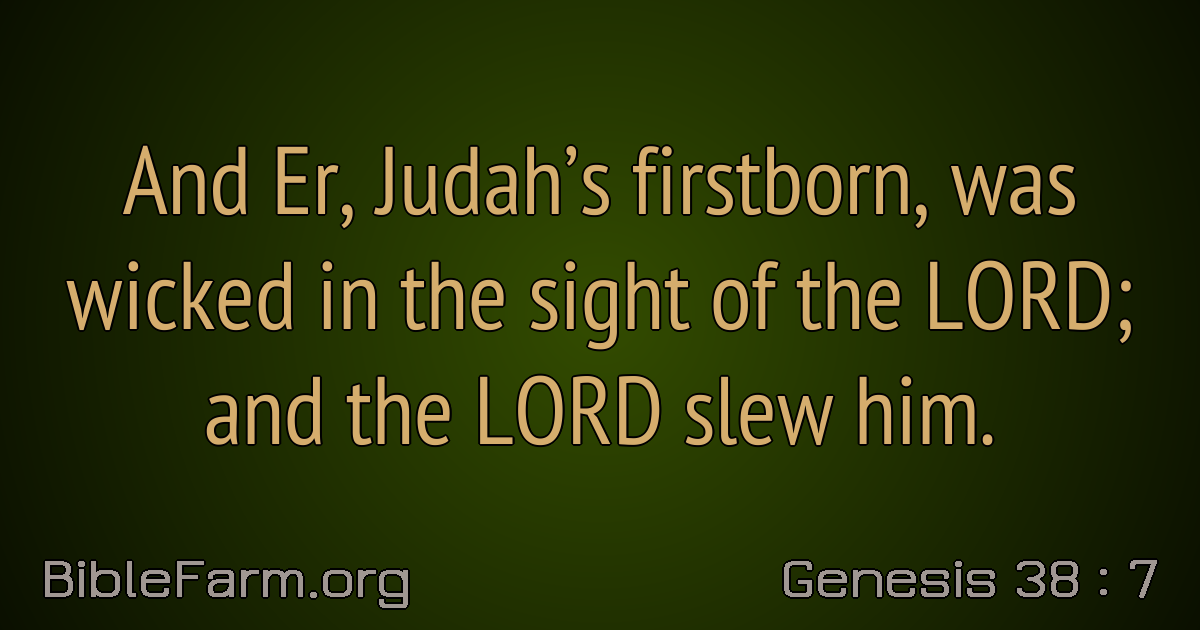 And Er, Judah’s firstborn, was
wicked in the sight of the LORD;
and the LORD slew him.
BibleFarm.org
Genesis 38 : 7